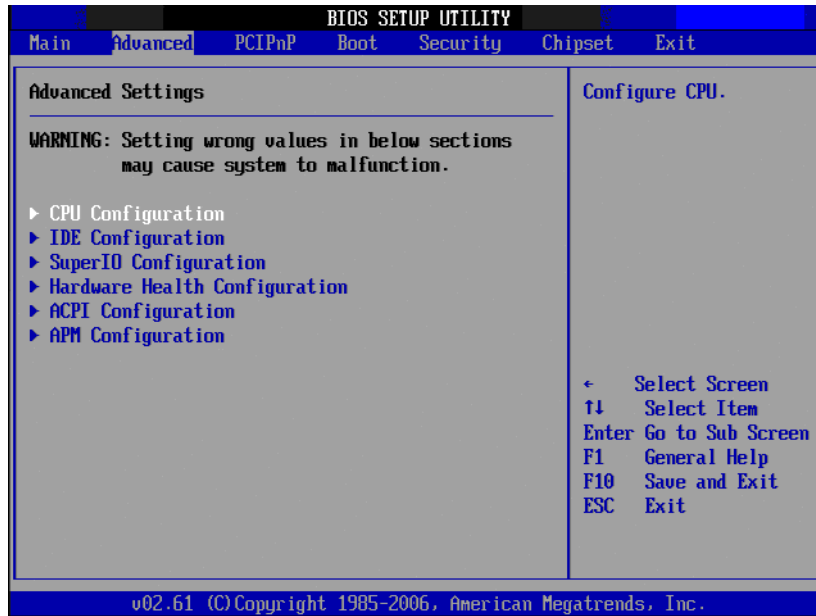 BIOS SETUP UTILITY
Main Advanced PCIPnP Boot Security Chipset Exit
Advanced Settings
WARNING: Setting wrong values in below sections
may cause system to malfunction.
▶ CPU Configuration
▶ IDE Configuration
▶ SuperIO Configuration
▶ Hardware Health Configuration
▶ ACPI Configuration
▶ APM Configuration
Configure CPU.
← Select Screen
↑↓ Select Item
Enter Go to Sub Screen
F1 General Help
F10 Save and Exit
ESC Exit
v02.61 (C)Copyright 1985-2006, American Megatrends, Inc.